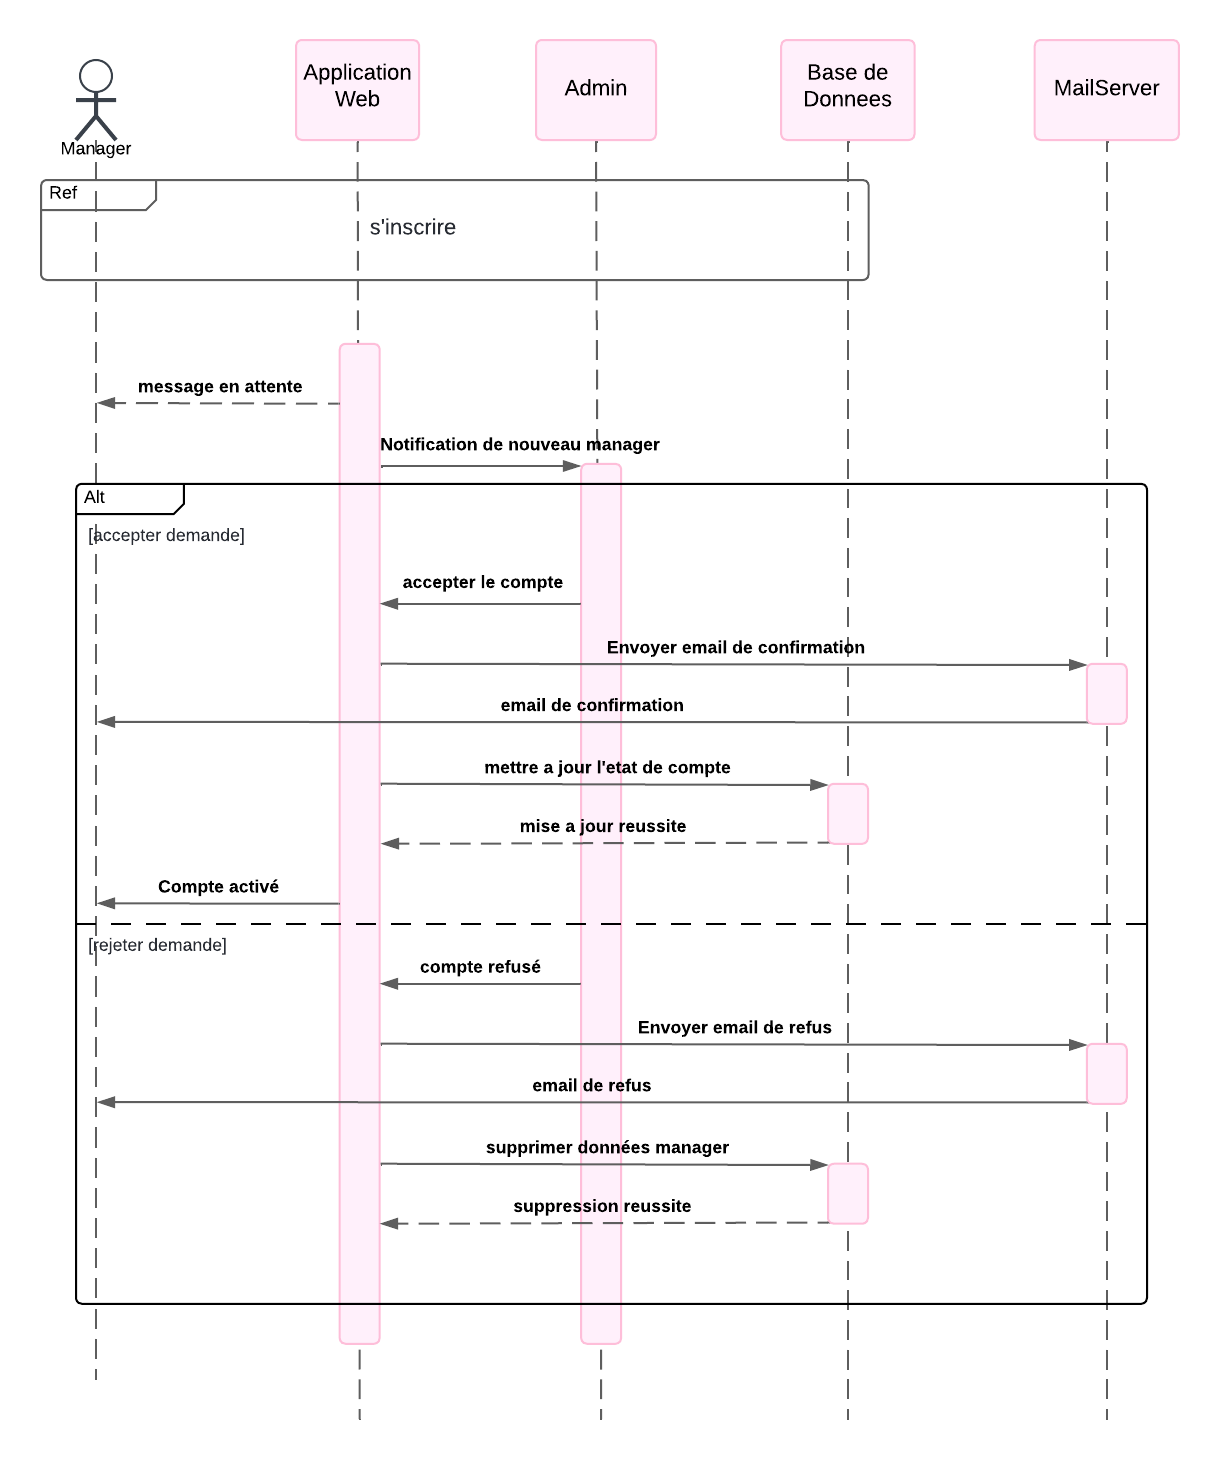 Manager
Application
Web
Admin
Base de
Donnees
MailServer
Ref
s'inscrire
message en attente
Notification de nouveau manager
Alt
[accepter demande]
accepter le compte
Envoyer email de confirmation
email de confirmation
mettre a jour l'etat de compte
mise a jour reussite
Compte activé
[rejeter demande]
compte refusé
Envoyer email de refus
email de refus
supprimer données manager
suppression reussite